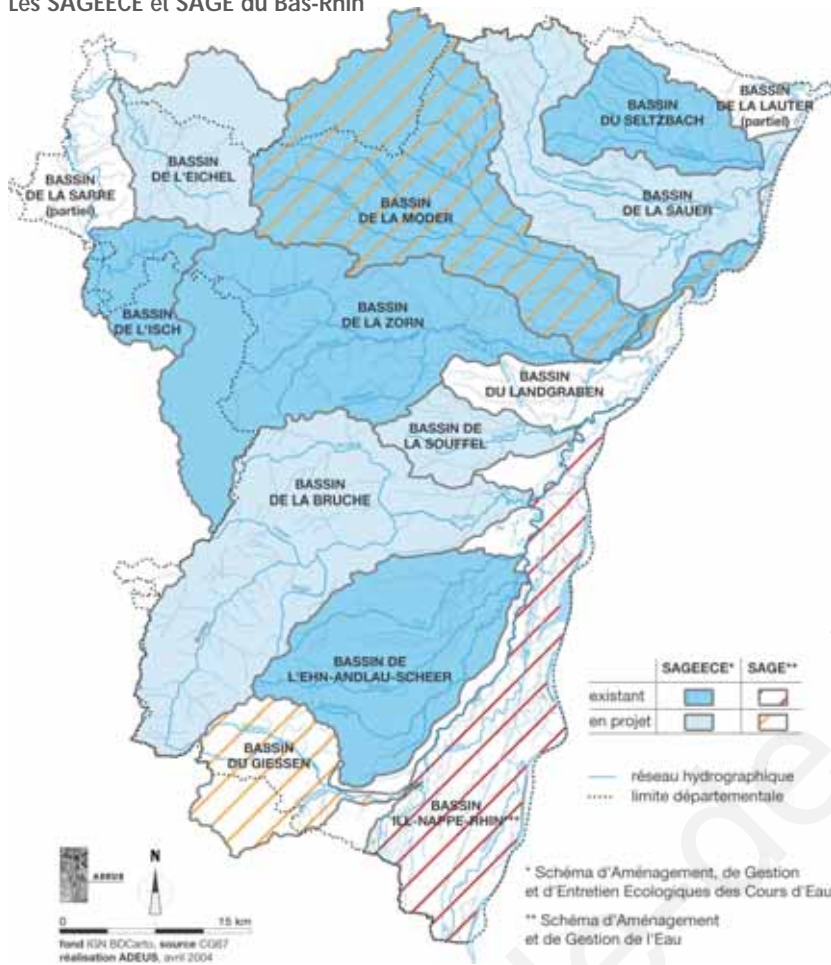 Les SAGEECE et SAGE du Bas-Rhin
BASSIN
DE LA SARRE
(partiel)
BASSIN
DE L'EICHEL
BASSIN
DE LA MODER
BASSIN
DU SELTZBACH
BASSIN
DE LA LAUTER
(partiel)
BASSIN
DE LA SAUER
BASSIN
DE L'ISCH
BASSIN
DE LA ZORN
BASSIN
DU LANDGRABEN
BASSIN DE
LA SOUFFEL
BASSIN
DE LA BRUCHE
BASSIN DE
L'EHN-ANDLAU-SCHEER
BASSIN
DU GIESSEN
BASSIN
ILL-NAPPE-RHIN***
SAGEECE* SAGE**
existant
en projet
réseau hydrographique
limite départementale
* Schéma d'Aménagement, de Gestion
et d'Entretien Ecologiques des Cours d'Eau
** Schéma d'Aménagement
et de Gestion de l'Eau
ADEUS
N
0 15 km
fond IGN BDCarto, source CG67
réalisation ADEUS, avril 2004